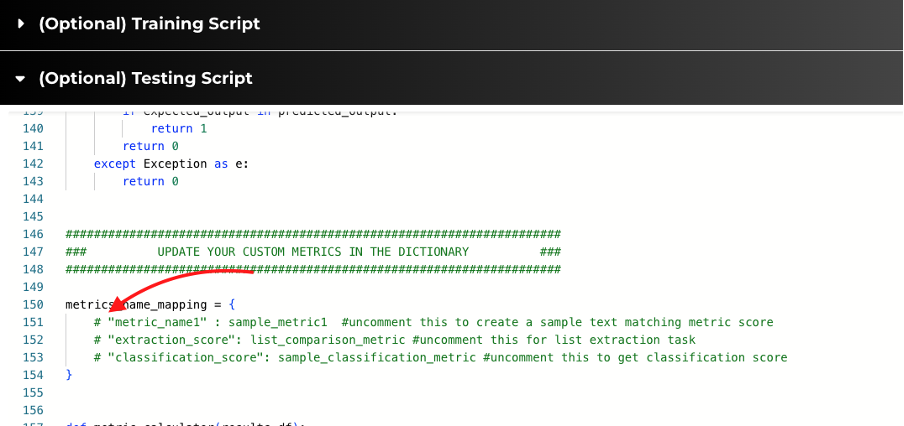 (Optional) Training Script
(Optional) Testing Script
139 if expected_output in predicted_output:
140 return 1
141 return 0
142 except Exception as e:
143 return 0
144
145
146 ######################################################################
147 ###          UPDATE YOUR CUSTOM METRICS IN THE DICTIONARY          ###
148 ######################################################################
149
150 metrics_name_mapping = {
151 # "metric_name1" : sample_metric1  #uncomment this to create a sample text matching metric score
152 # "extraction_score": list_comparison_metric #uncomment this for list extraction task
153 # "classification_score": sample_classification_metric #uncomment this to get classification score
154 }
155
156
157 def metric_calculator(results_df):